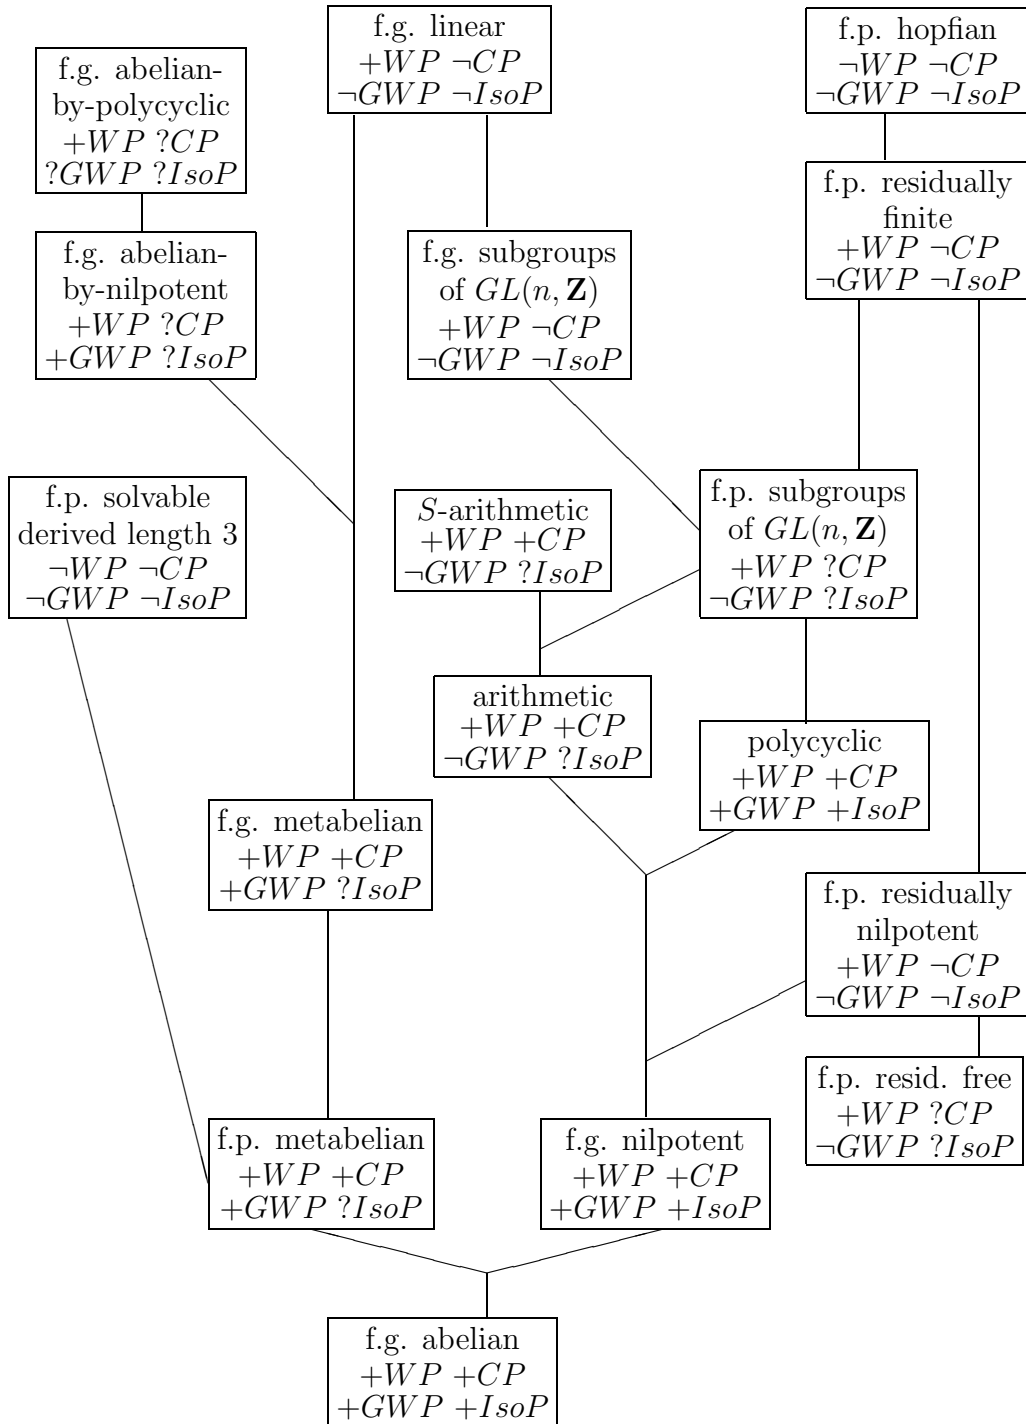 f.g. linear
+WP ¬CP
¬GWP ¬IsoP
f.p. hopfian
¬WP ¬CP
¬GWP ¬IsoP
f.g. abelian-
by-polycyclic
+WP ?CP
?GWP ?IsoP
f.p. residually
finite
+WP ¬CP
¬GWP ¬IsoP
f.g. abelian-
by-nilpotent
+WP ?CP
+GWP ?IsoP
f.g. subgroups
of GL(n, Z)
+WP ¬CP
¬GWP ¬IsoP
f.p. solvable
derived length 3
¬WP ¬CP
¬GWP ¬IsoP
S-arithmetic
+WP +CP
¬GWP ?IsoP
f.p. subgroups
of GL(n, Z)
+WP ?CP
¬GWP ?IsoP
arithmetic
+WP +CP
¬GWP ?IsoP
polycyclic
+WP +CP
+GWP +IsoP
f.g. metabelian
+WP +CP
+GWP ?IsoP
f.p. residually
nilpotent
+WP ¬CP
¬GWP ¬IsoP
f.p. resid. free
+WP ?CP
¬GWP ?IsoP
f.p. metabelian
+WP +CP
+GWP ?IsoP
f.g. nilpotent
+WP +CP
+GWP +IsoP
f.g. abelian
+WP +CP
+GWP +IsoP